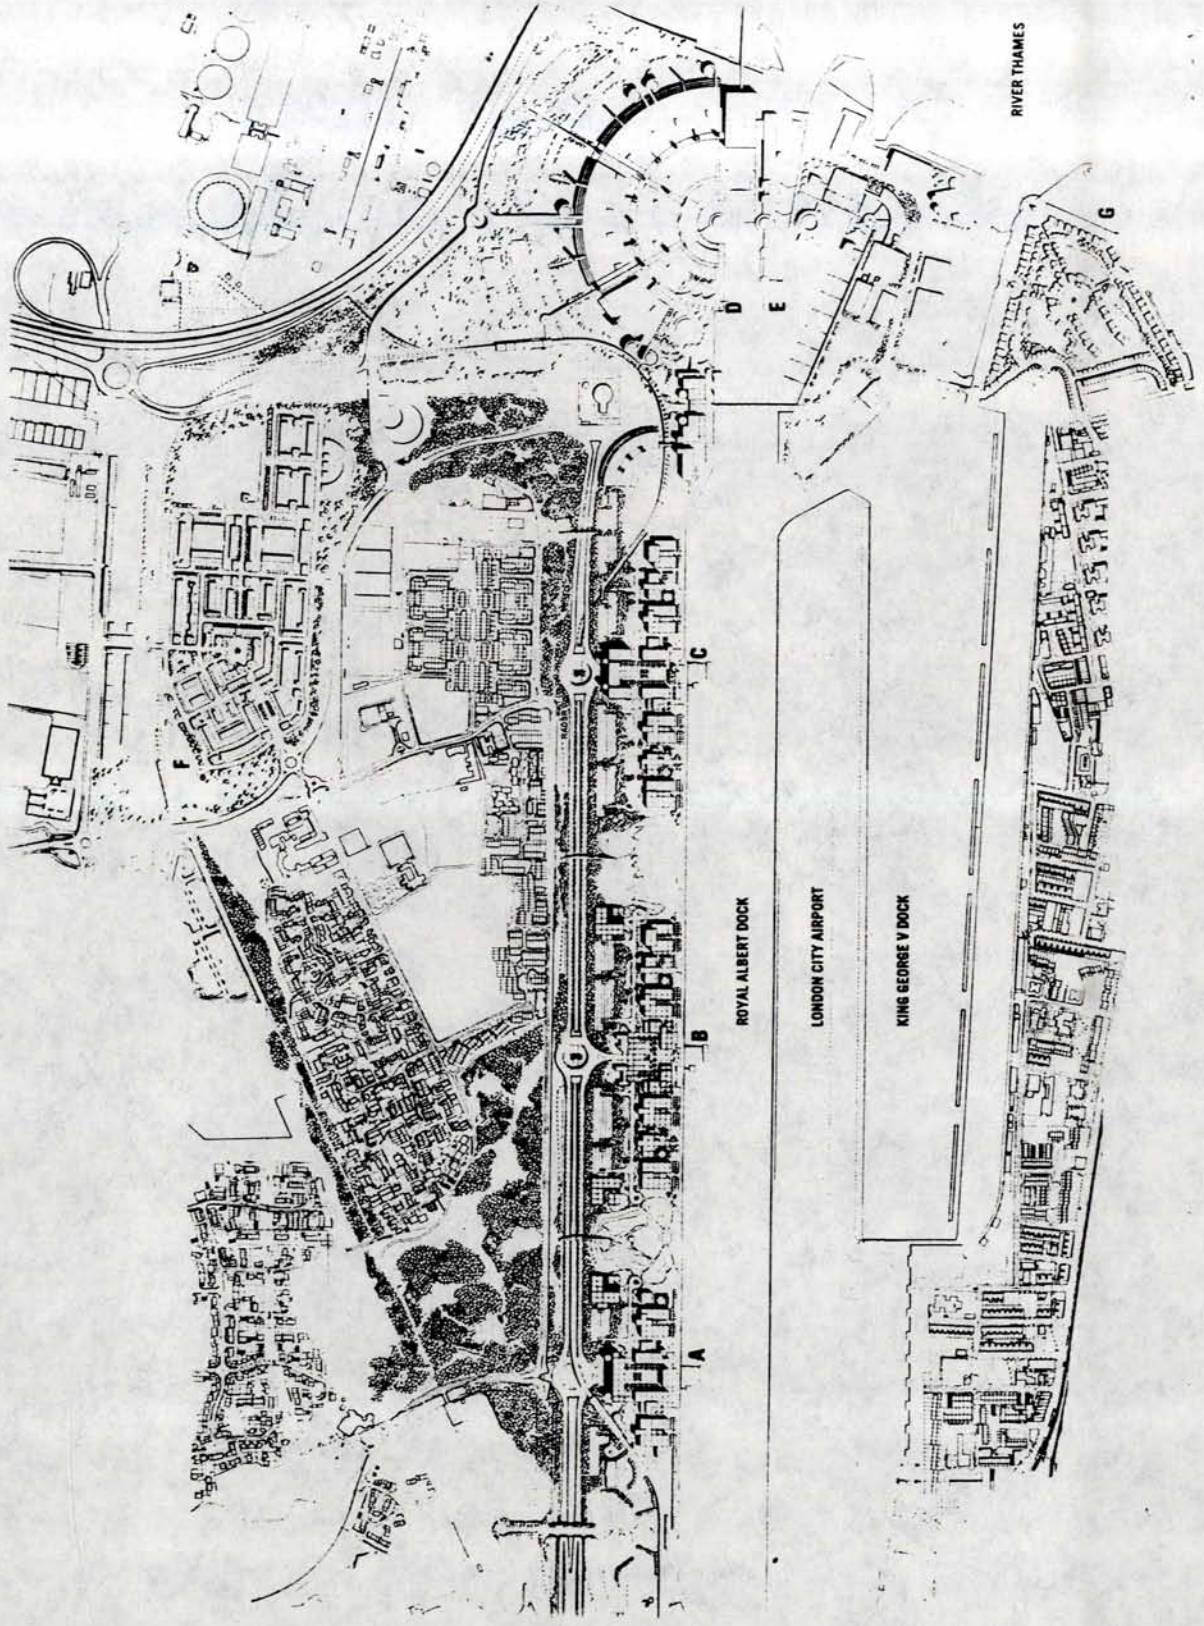 RIVER THAMES
D
E
G
F
C
ROYAL ALBERT DOCK
LONDON CITY AIRPORT
KING GEORGE V DOCK
B
A